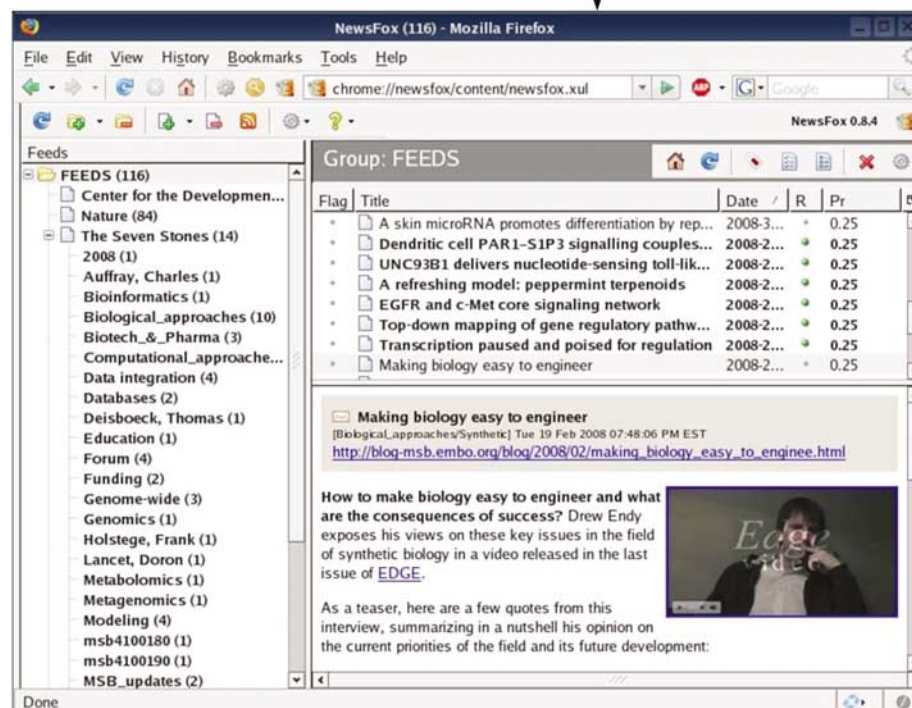 NewsFox (116) - Mozilla Firefox
File Edit View History Bookmarks Tools Help
chrome://newsfox/content/newsfox.xul
ABP
G
Google
NewsFox 0.8.4
Feeds
FEEDS (116)
Center for the Developmen...
Nature (84)
The Seven Stones (14)
2008 (1)
Auffray, Charles (1)
Bioinformatics (1)
Biological_approaches (10)
Biotech_&_Pharma (3)
Computational_approache...
Data integration (4)
Databases (2)
Deisboeck, Thomas (1)
Education (1)
Forum (4)
Funding (2)
Genome-wide (3)
Genomics (1)
Holstege, Frank (1)
Lancet, Doron (1)
Metabolomics (1)
Metagenomics (1)
Modeling (4)
msb4100180 (1)
msb4100190 (1)
MSB_updates (2)
Group: FEEDS
Flag Title Date / R Pr
A skin microRNA promotes differentiation by rep... 2008-3... 0.25
Dendritic cell PAR1–S1P3 signalling couples... 2008-2... 0.25
UNC93B1 delivers nucleotide-sensing toll-lik... 2008-2... 0.25
A refreshing model: peppermint terpenoids 2008-2... 0.25
EGFR and c-Met core signaling network 2008-2... 0.25
Top-down mapping of gene regulatory pathw... 2008-2... 0.25
Transcription paused and poised for regulation 2008-2... 0.25
Making biology easy to engineer 2008-2... 0.25
Making biology easy to engineer
[Biological_approaches/Synthetic] Tue 19 Feb 2008 07:48:06 PM EST
http://blog-msb.embo.org/blog/2008/02/making_biology_easy_to_enginee.html
How to make biology easy to engineer and what
are the consequences of success? Drew Endy
exposes his views on these key issues in the field
of synthetic biology in a video released in the last
issue of EDGE.
Edge
video
As a teaser, here are a few quotes from this
interview, summarizing in a nutshell his opinion on
the current priorities of the field and its future development:
Done